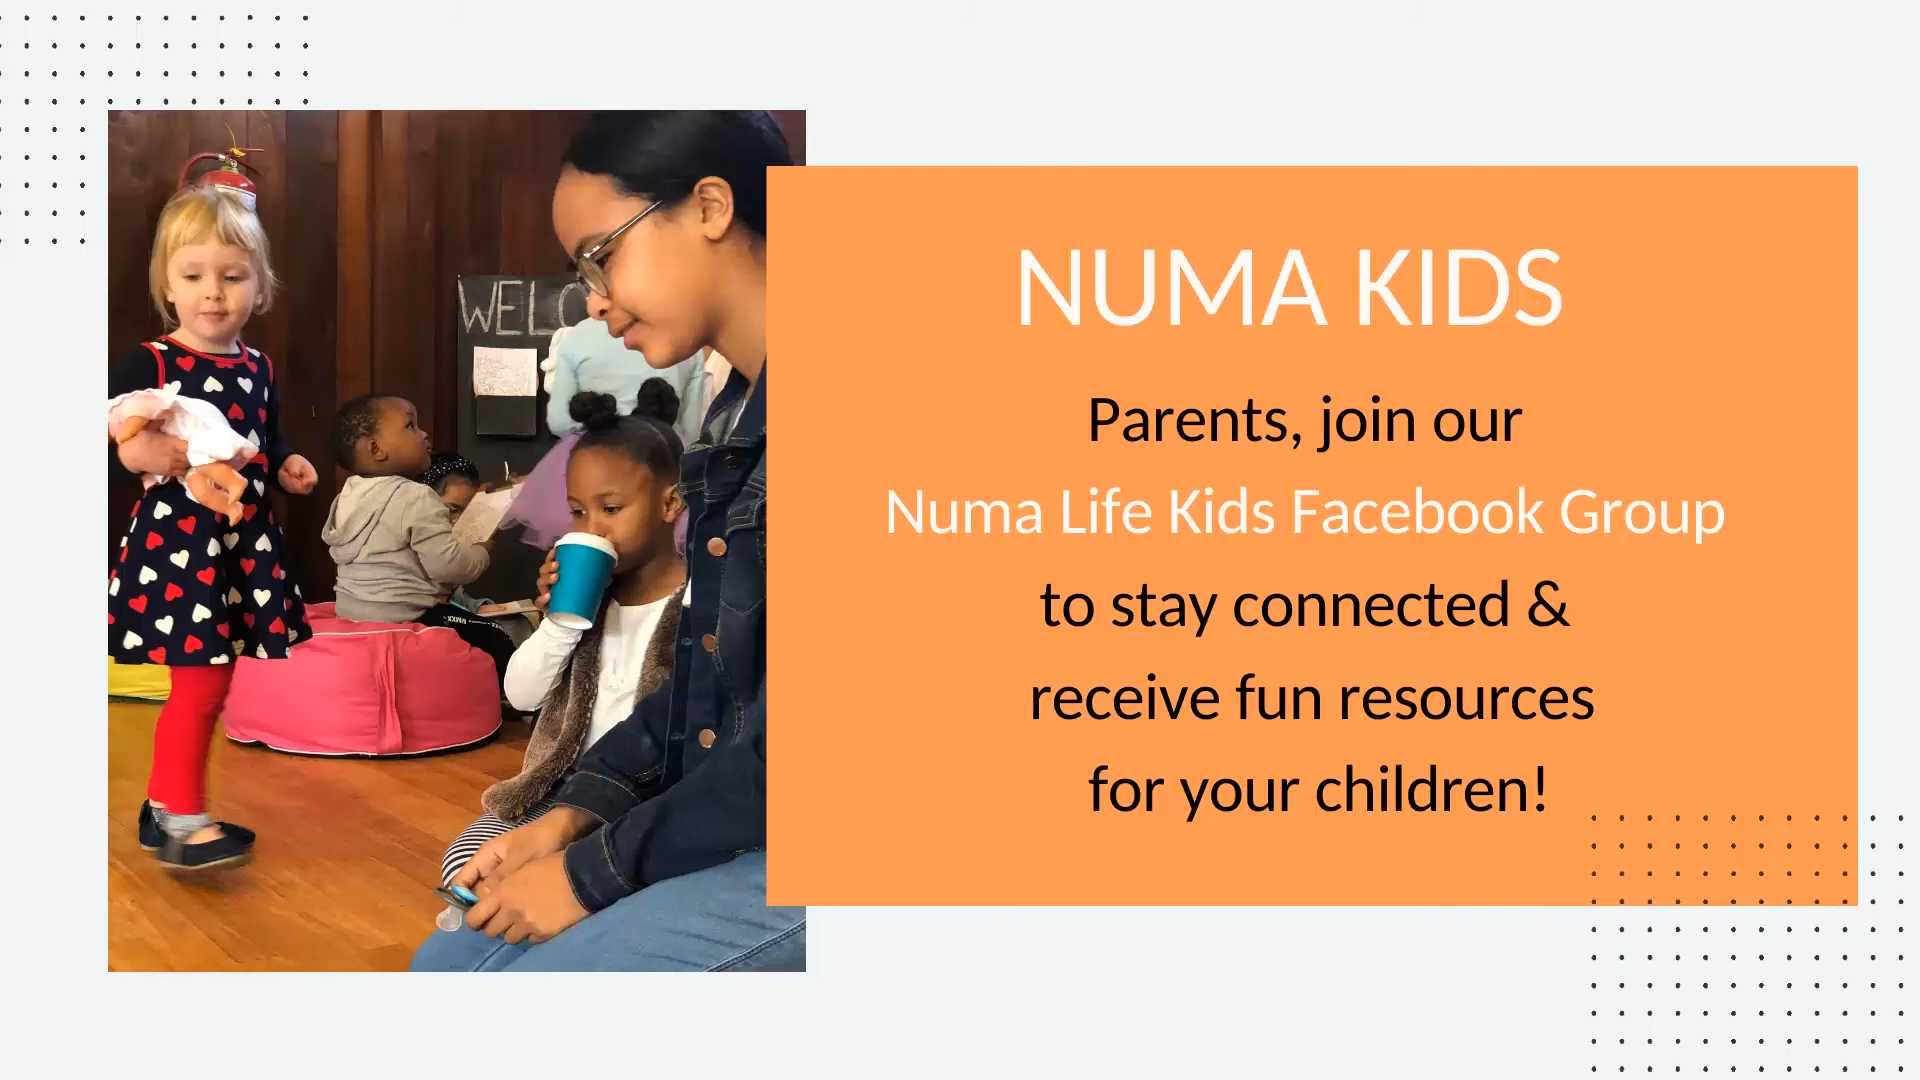 WELC
NUMA KIDS
Parents, join our
Numa Life Kids Facebook Group
to stay connected &
receive fun resources
for your children!